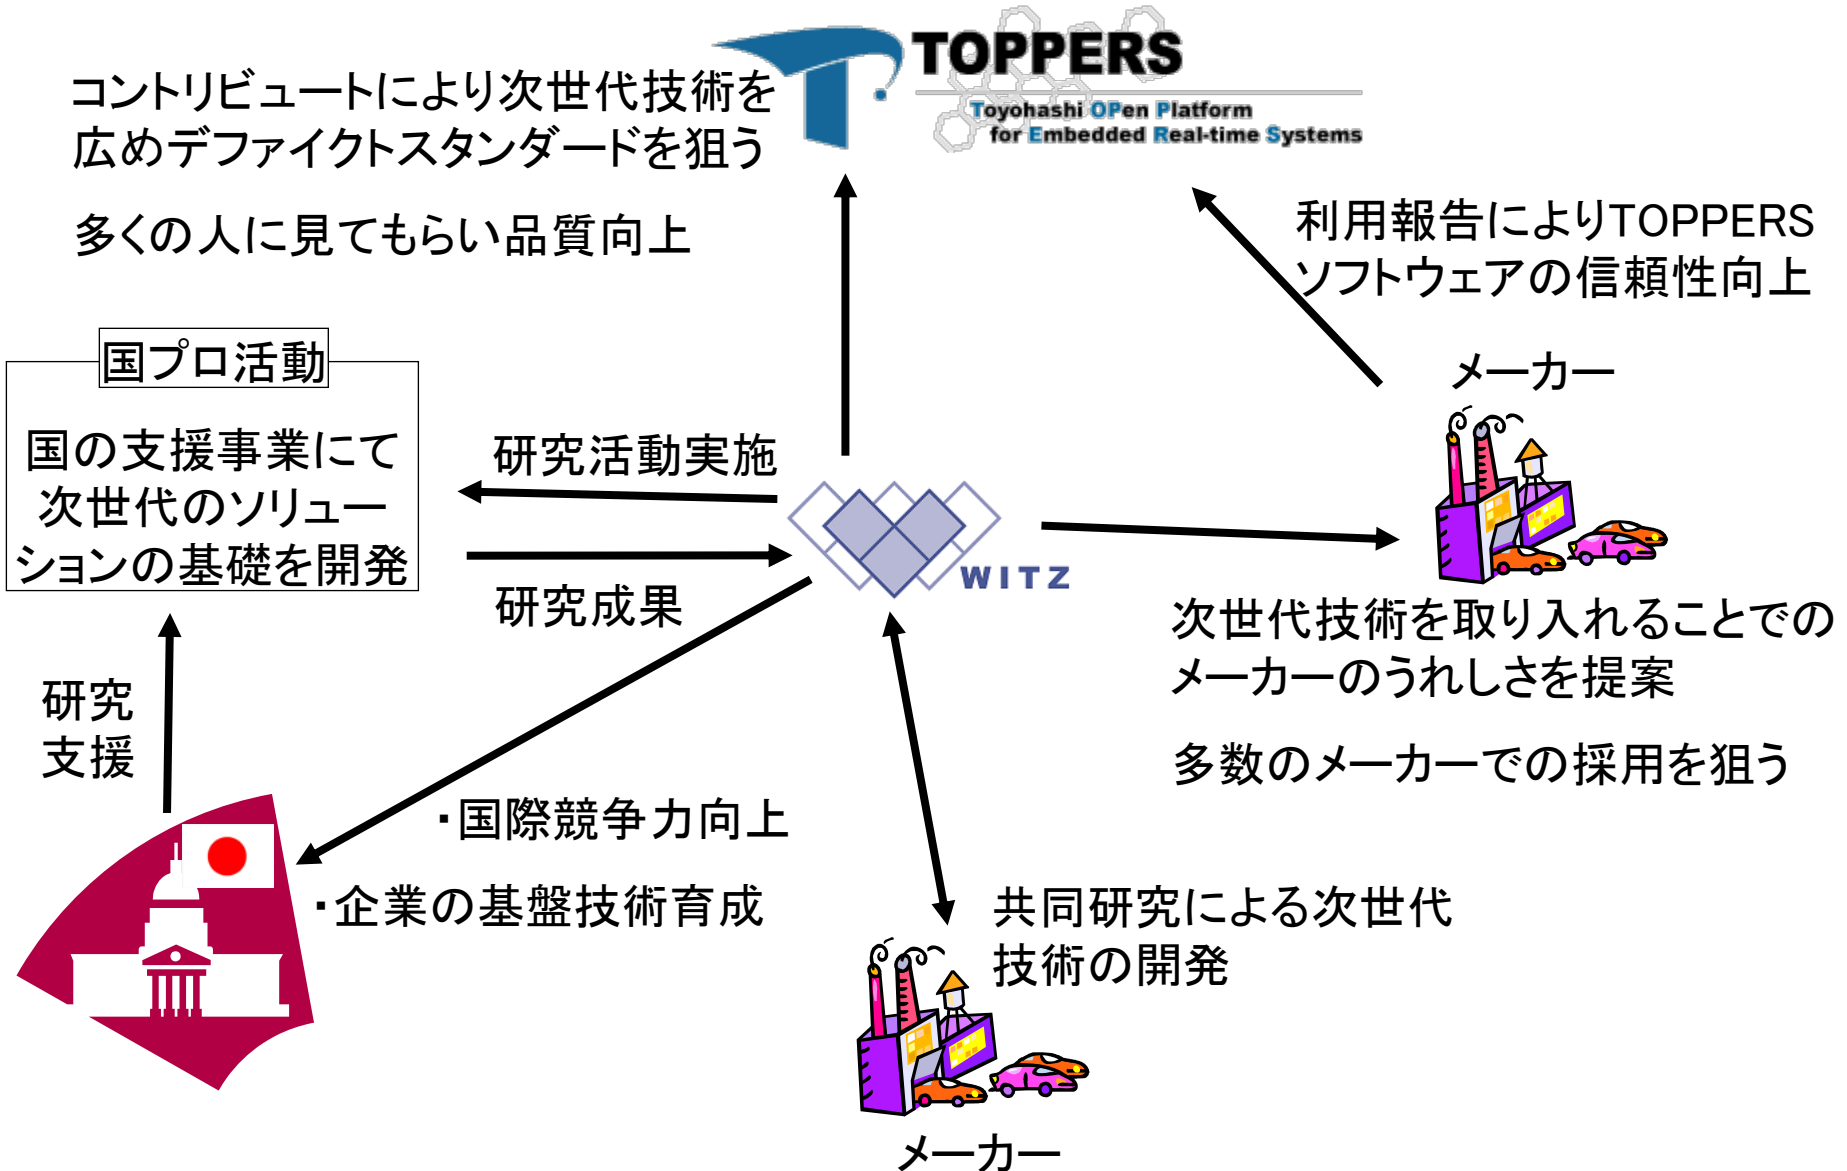 TOPPERS
Toyohashi OPen Platform
for Embedded Real-time Systems
コントリビュートにより次世代技術を
広めデファイクトスタンダードを狙う
多くの人に見てもらい品質向上
利用報告によりTOPPERS
ソフトウェアの信頼性向上
国プロ活動
国の支援事業にて
次世代のソリュー
ションの基礎を開発
研究活動実施
研究成果
WITZ
メーカー
次世代技術を取り入れることでの
メーカーのうれしさを提案
多数のメーカーでの採用を狙う
研究
支援
・国際競争力向上
・企業の基盤技術育成
共同研究による次世代
技術の開発
メーカー